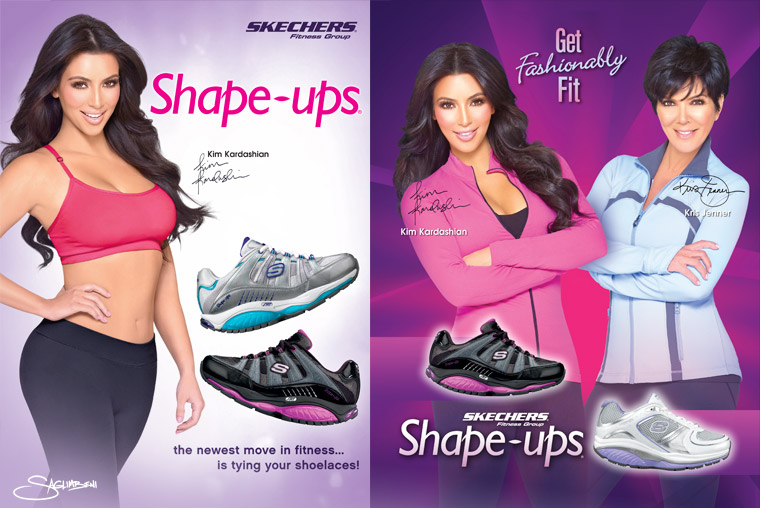 SKECHERS
Fitness Group
Shape-ups®
Kim Kardashian
Kim Kardashian
the newest move in fitness...
is tying your shoelaces!
SAGLIMBENI
Get
Fashionably
Fit
Kim Kardashian
Kim Kardashian
Kris Jenner
Kris Jenner
SKECHERS
Fitness Group
Shape-ups